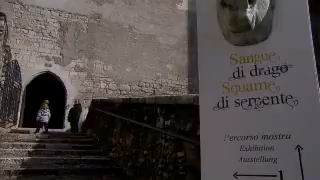 Sangue
di drago
Squame
di serpente
Percorso mostra
Exhibition
Ausstellung